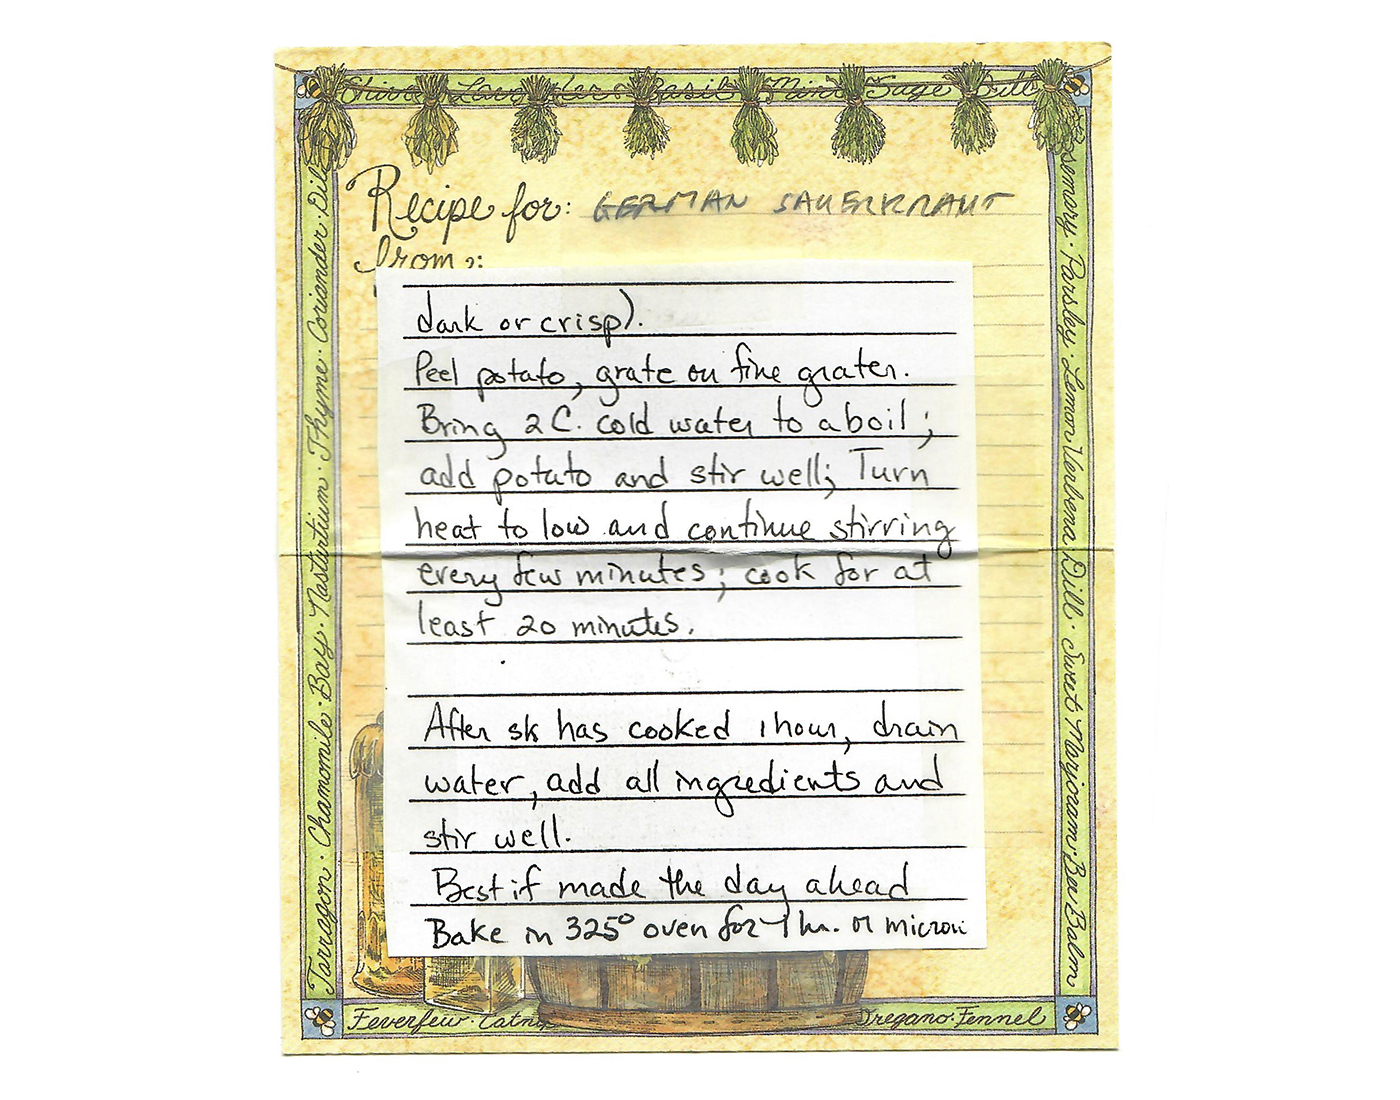 Chives Lavender Basil Mint Sage Dill
Recipe for: GERMAN SAUERKRAUT
from:
dark or crisp).
Peel potato, grate on fine grater.
Bring 2 C. cold water to a boil;
add potato and stir well; Turn
heat to low and continue stirring
every few minutes; cook for at
least 20 minutes.
After sk has cooked 1 hour, drain
water, add all ingredients and
stir well.
Best if made the day ahead
Bake in 325° oven for 1 hr. or micro
Tarragon · Chamomile · Bay · Nasturtium · Thyme · Coriander · Dil
Rosemary · Parsley · Lemon Verbena Dill · Sweet Marjoram · Bee Balm
Feverfew · Catnip
Oregano · Fennel